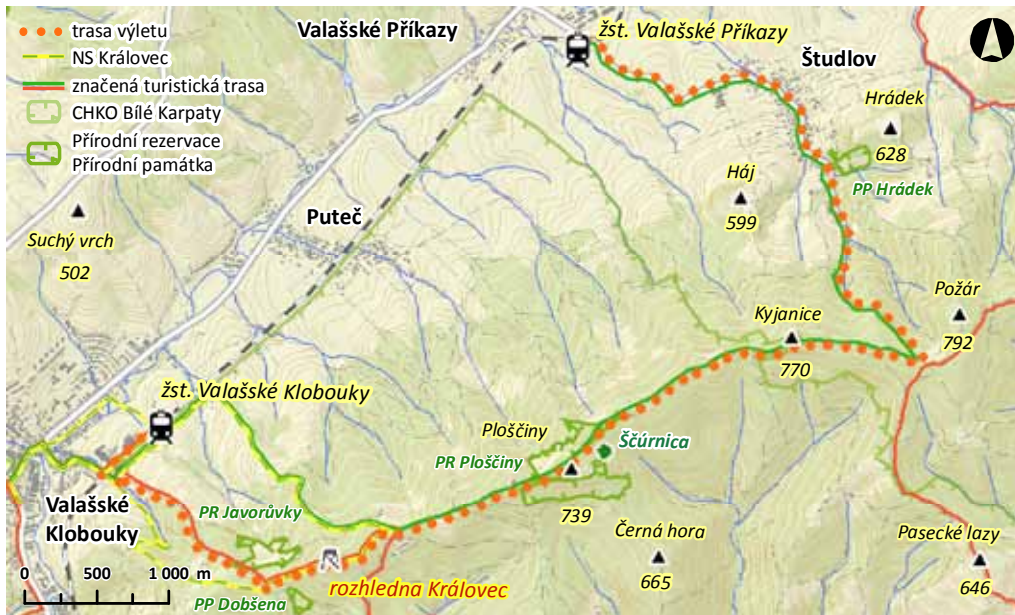 trasa výletu
NS Královec
značená turistická trasa
CHKO Bílé Karpaty
Přírodní rezervace
Přírodní památka
Valašské Příkazy
žst. Valašské Příkazy
Študlov
Hrádek
628
PP Hrádek
Háj
599
Puteč
Suchý vrch
502
Požár
792
Kyjanice
770
žst. Valašské Klobouky
Ploščiny
Ščúrnica
PR Ploščiny
739
Valašské
Klobouky
PR Javorůvky
Černá hora
665
Pasecké lazy
646
rozhledna Královec
PP Dobšena
0 500 1 000 m